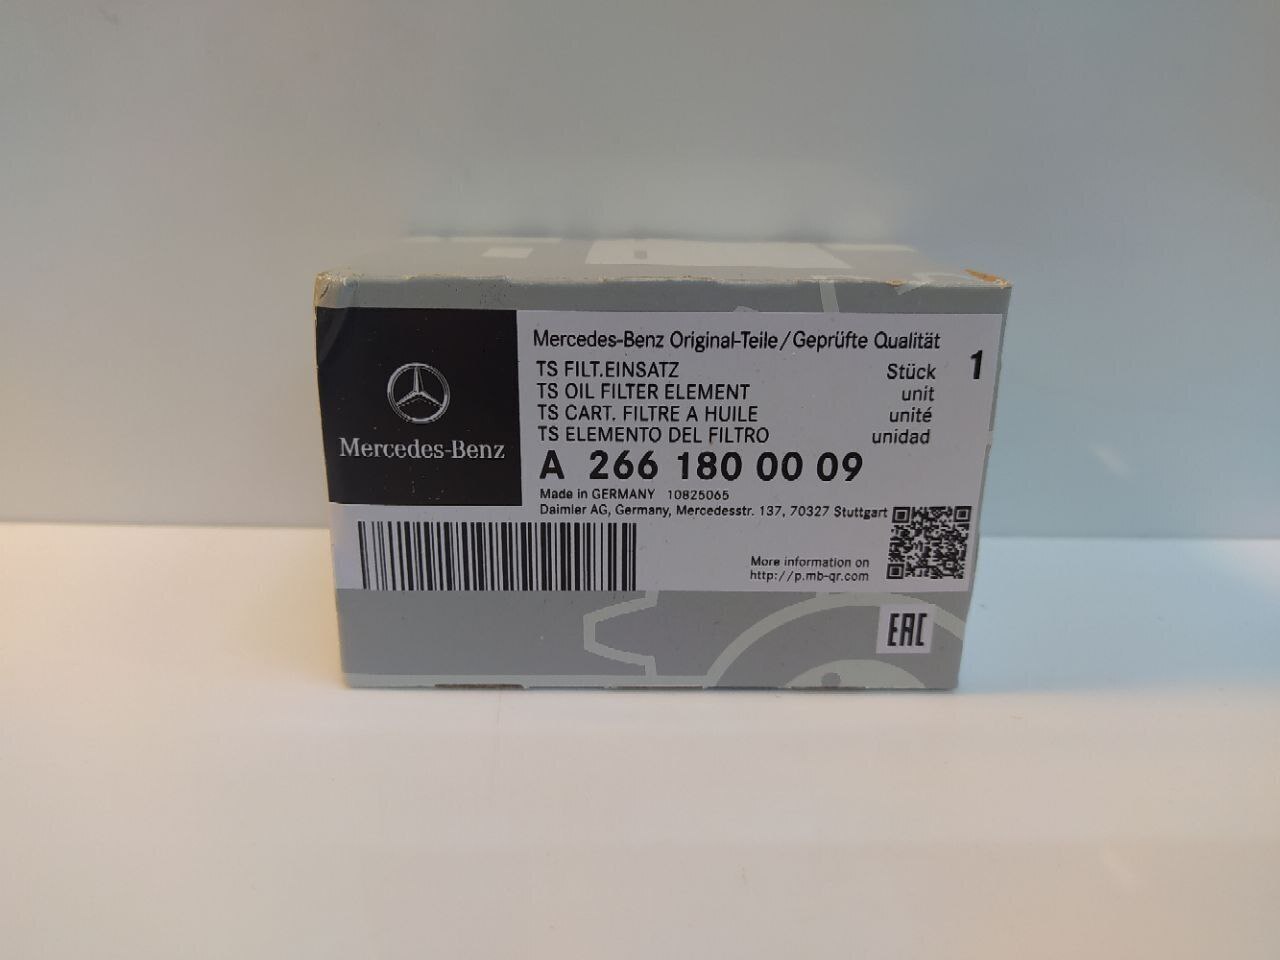 Mercedes-Benz
Mercedes-Benz Original-Teile/Geprüfte Qualität
TS FILT.EINSATZ Stück 1
TS OIL FILTER ELEMENT unit
TS CART. FILTRE A HUILE unité
TS ELEMENTO DEL FILTRO unidad
A 266 180 00 09
Made in GERMANY 10825065
Daimler AG, Germany, Mercedesstr. 137, 70327 Stuttgart
More information on
http://p.mb-qr.com
EAC